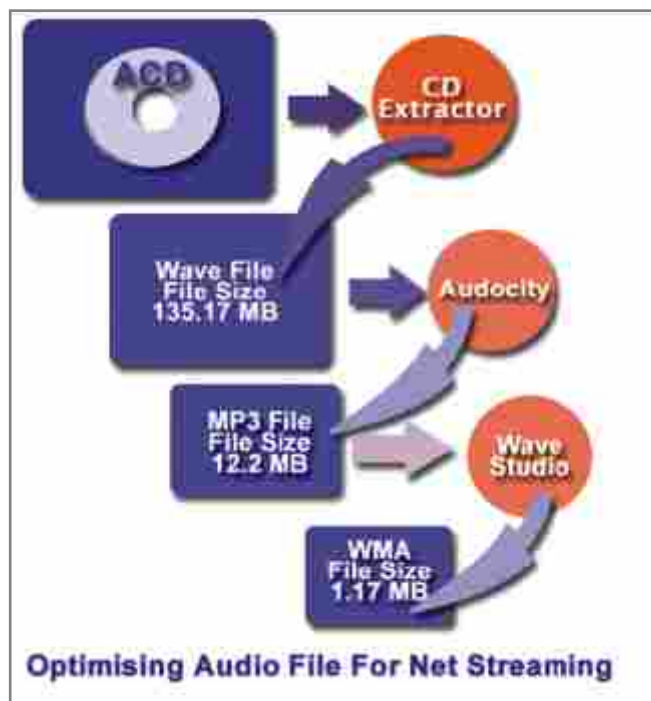 ACD
CD
Extractor
Wave File
File Size
135.17 MB
Audocity
MP3 File
File Size
12.2 MB
Wave
Studio
WMA
File Size
1.17 MB
Optimising Audio File For Net Streaming